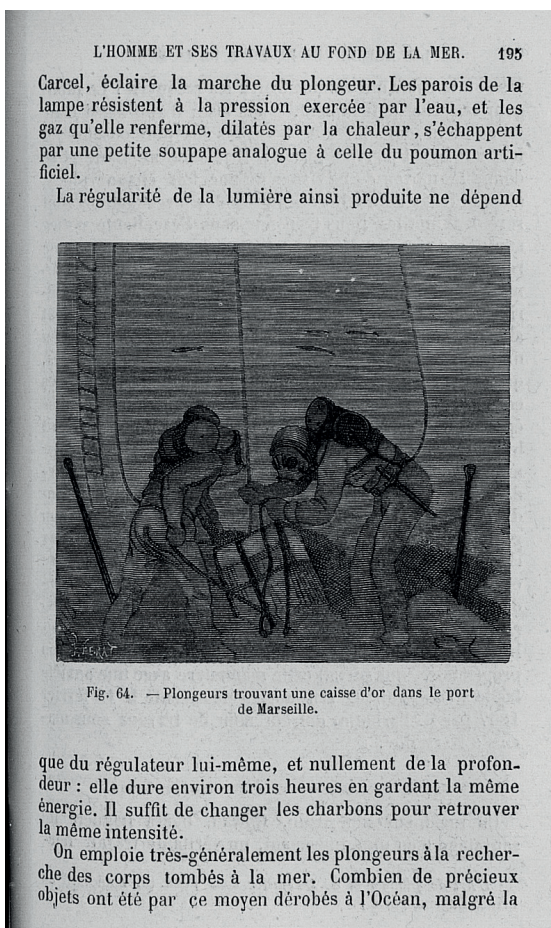 L'HOMME ET SES TRAVAUX AU FOND DE LA MER. 195
Carcel, éclaire la marche du plongeur. Les parois de la
lampe résistent à la pression exercée par l'eau, et les
gaz qu'elle renferme, dilatés par la chaleur, s'échappent
par une petite soupape analogue à celle du poumon arti-
ficiel.
La régularité de la lumière ainsi produite ne dépend
Fig. 64. — Plongeurs trouvant une caisse d'or dans le port
de Marseille.
que du régulateur lui-même, et nullement de la profon-
deur : elle dure environ trois heures en gardant la même
énergie. Il suffit de changer les charbons pour retrouver
la même intensité.
On emploie très-généralement les plongeurs à la recher-
che des corps tombés à la mer. Combien de précieux
objets ont été par ce moyen dérobés à l'Océan, malgré la